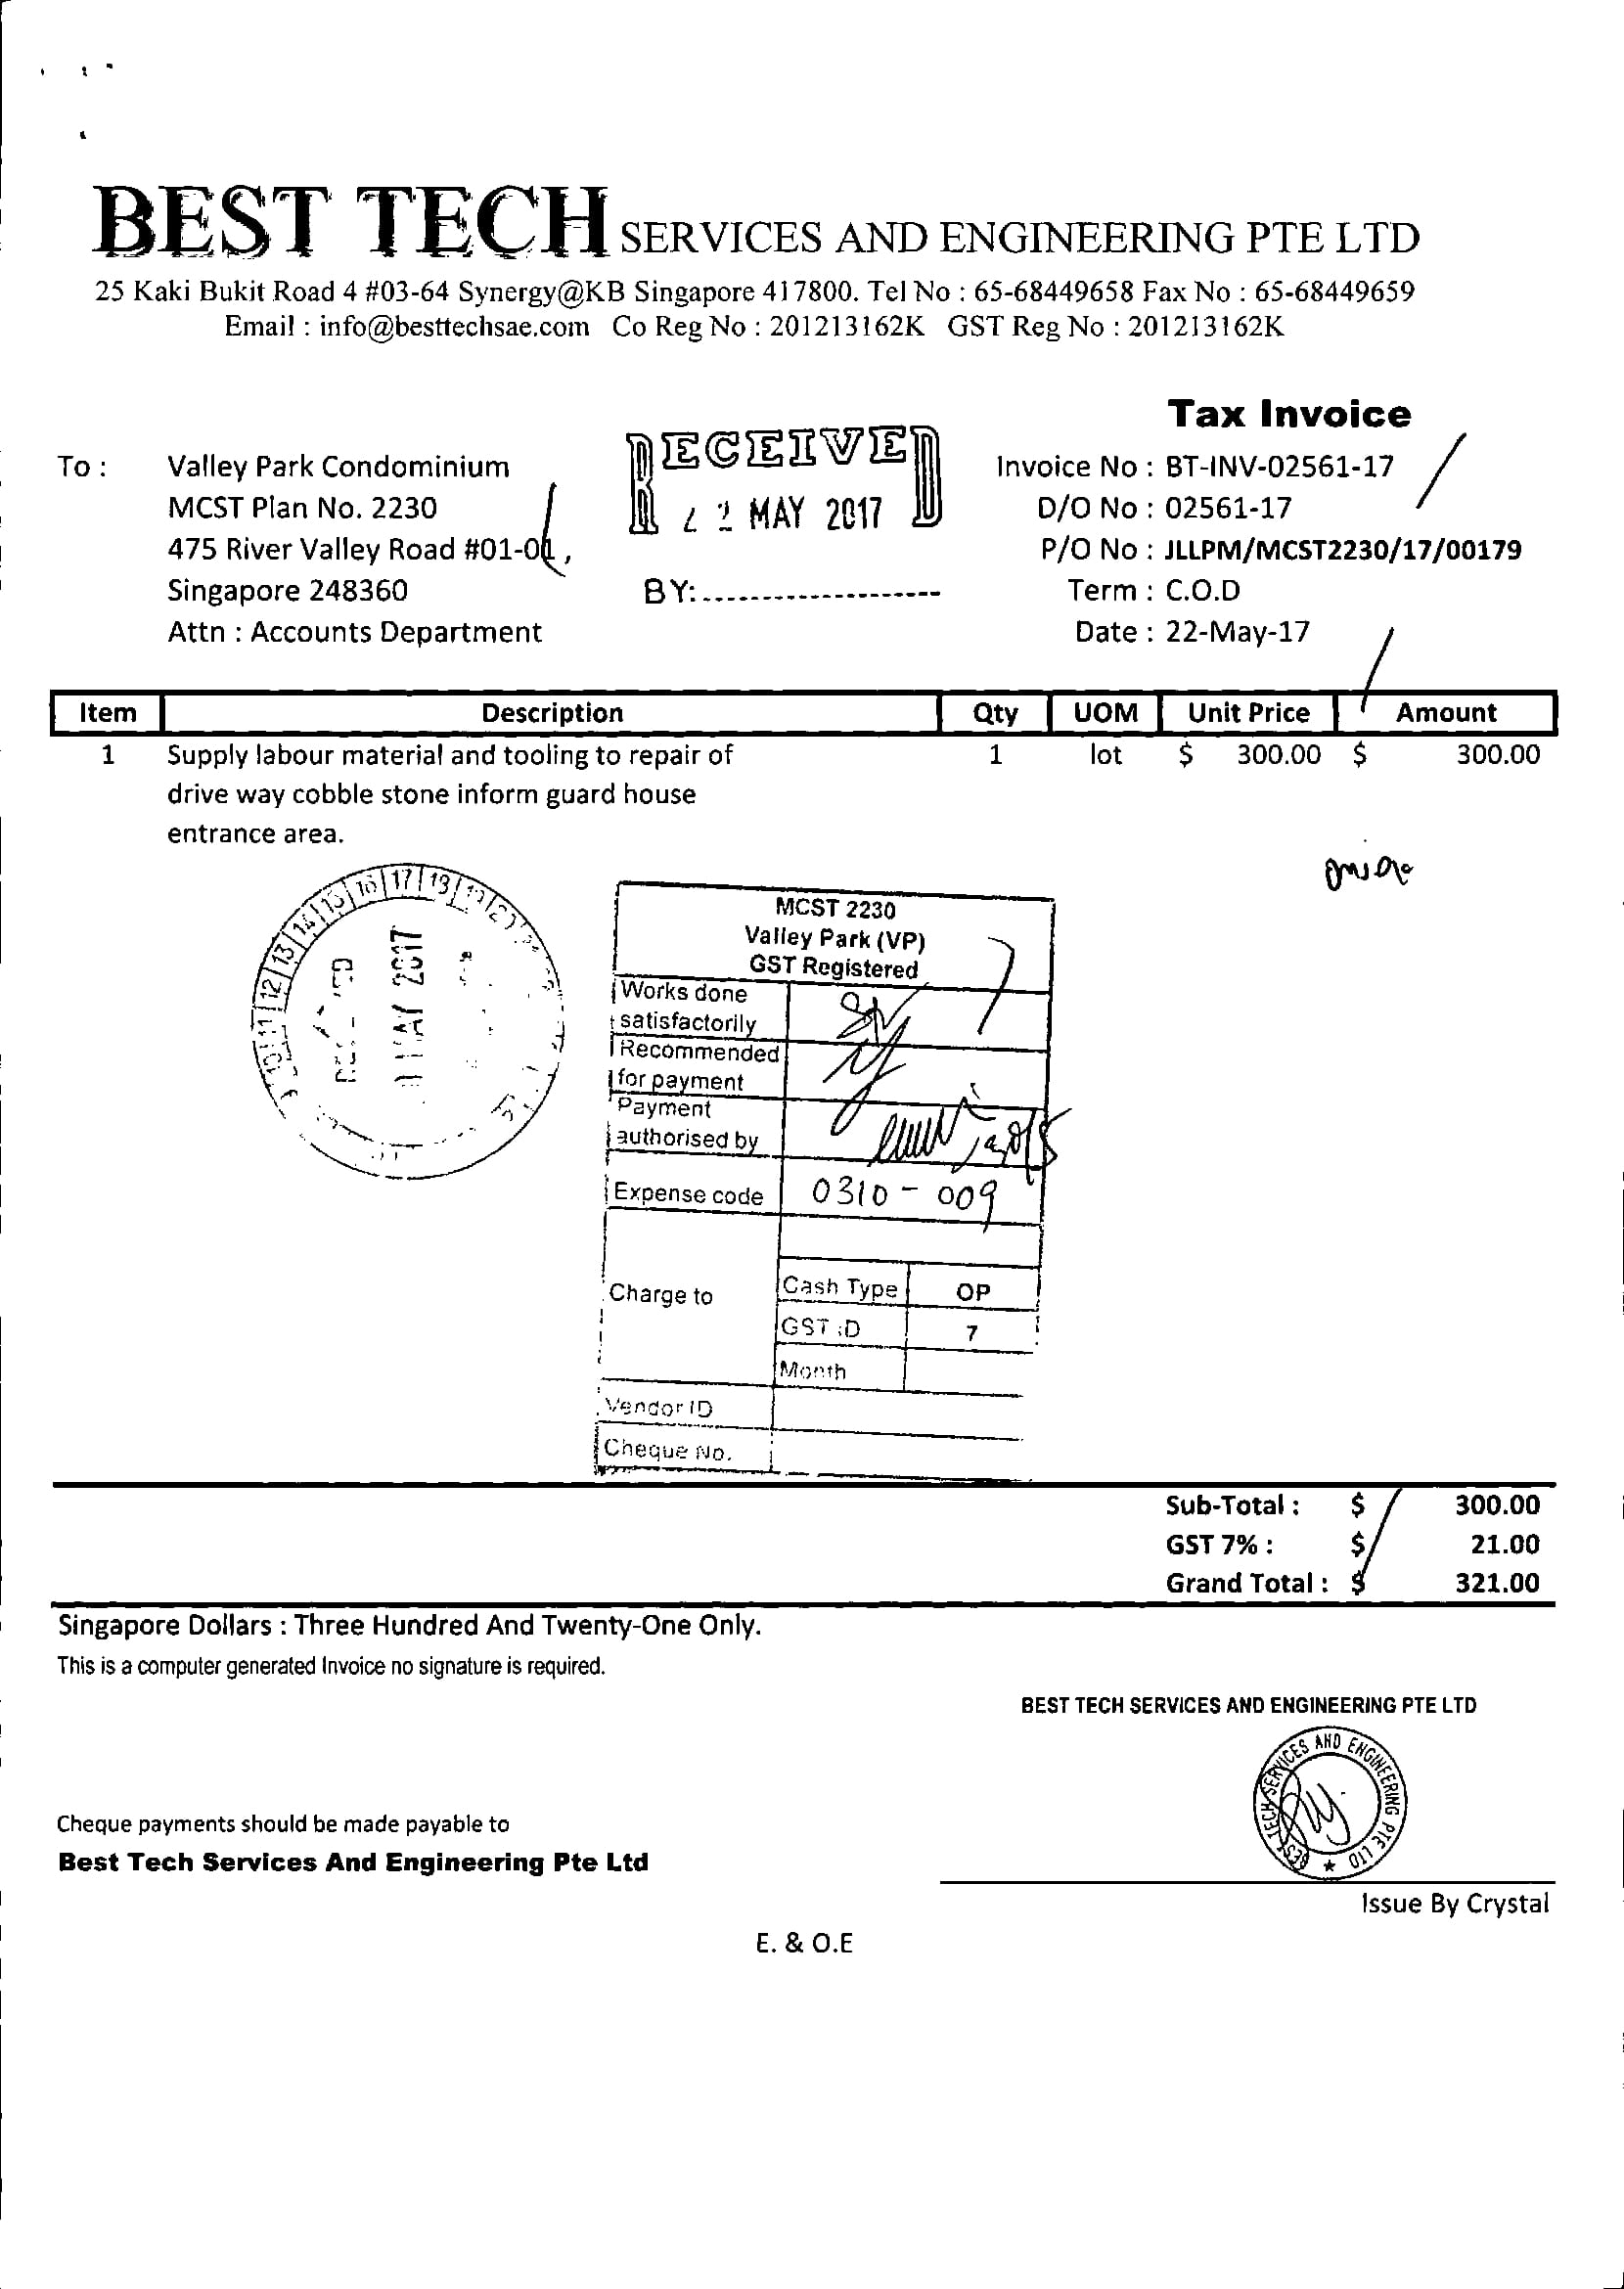 BEST TECH SERVICES AND ENGINEERING PTE LTD
25 Kaki Bukit Road 4 #03-64 Synergy@KB Singapore 417800. Tel No : 65-68449658 Fax No : 65-68449659
Email : info@besttechsae.com Co Reg No : 201213162K GST Reg No : 201213162K
Tax Invoice
To : Valley Park Condominium
MCST Plan No. 2230
475 River Valley Road #01-01,
Singapore 248360
Attn : Accounts Department
RECEIVED
22 MAY 2017
BY:
Invoice No : BT-INV-02561-17
D/O No : 02561-17
P/O No : JLLPM/MCST2230/17/00179
Term : C.O.D
Date : 22-May-17
Item Description Qty UOM Unit Price Amount
1 Supply labour material and tooling to repair of 1 lot $ 300.00 $ 300.00
drive way cobble stone inform guard house
entrance area.
MAY 2017
MCST 2230
Valley Park (VP)
GST Registered
Works done
satisfactorily
Recommended
for payment
Payment
authorised by
Expense code 0310 - 009
Charge to
Cash Type OP
GST ID 7
Month
Vendor ID
Cheque No.
Sub-Total : $ 300.00
GST 7% : $ 21.00
Grand Total : $ 321.00
Singapore Dollars : Three Hundred And Twenty-One Only.
This is a computer generated Invoice no signature is required.
BEST TECH SERVICES AND ENGINEERING PTE LTD
BEST TECH SERVICES AND ENGINEERING PTE LTD
Cheque payments should be made payable to
Best Tech Services And Engineering Pte Ltd
Issue By Crystal
E. & O.E